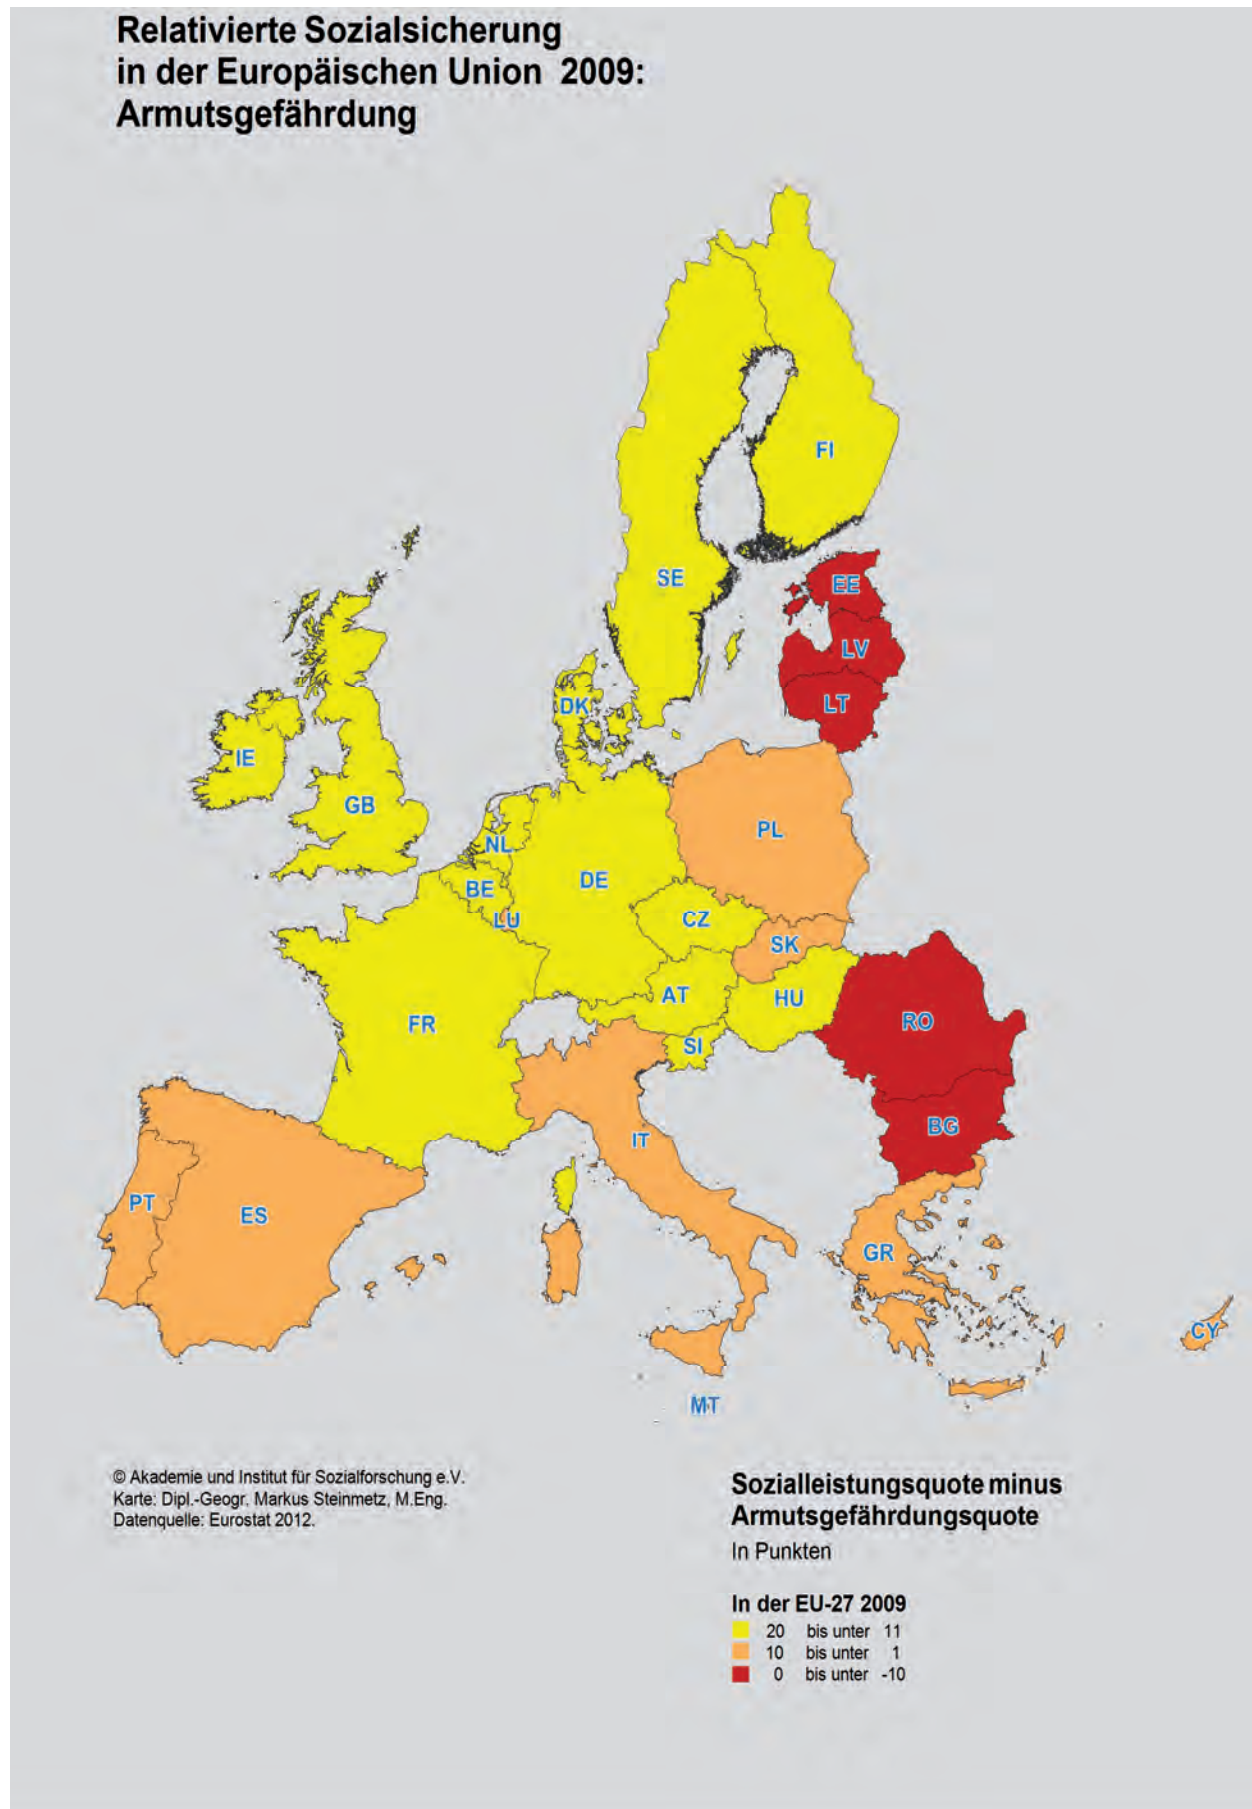 Relativierte Sozialsicherung
in der Europäischen Union 2009:
Armutsgefährdung
FI
SE
EE
LV
LT
DK
IE
GB
NL
PL
BE
DE
LU
CZ
SK
AT
HU
FR
RO
SI
BG
IT
PT
ES
GR
CY
MT
© Akademie und Institut für Sozialforschung e.V.
Karte: Dipl.-Geogr. Markus Steinmetz, M.Eng.
Datenquelle: Eurostat 2012.
Sozialleistungsquote minus
Armutsgefährdungsquote
In Punkten
In der EU-27 2009
20 bis unter 11
10 bis unter 1
0 bis unter -10